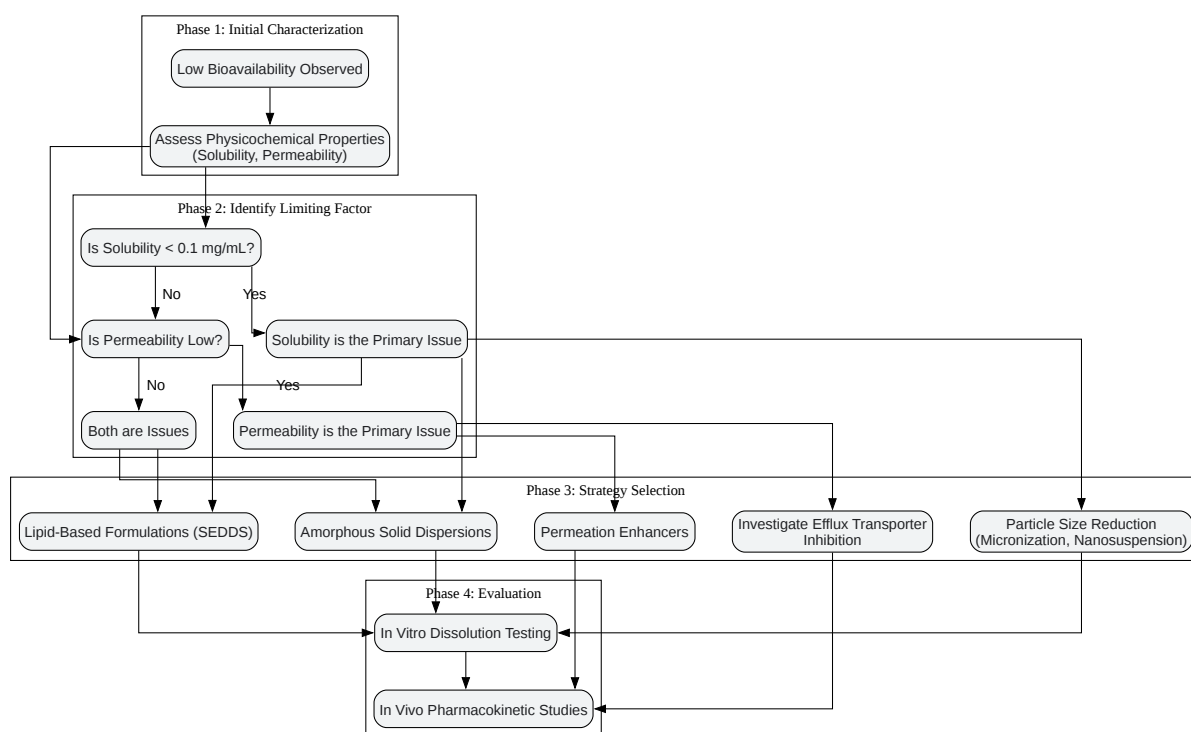 Phase 1: Initial Characterization
Low Bioavailability Observed
Assess Physicochemical Properties
(Solubility, Permeability)
Phase 2: Identify Limiting Factor
Is Solubility < 0.1 mg/mL?
No
Yes
Is Permeability Low?
Solubility is the Primary Issue
No
Yes
Both are Issues
Permeability is the Primary Issue
Phase 3: Strategy Selection
Lipid-Based Formulations (SEDDS)
Amorphous Solid Dispersions
Permeation Enhancers
Investigate Efflux Transporter
Inhibition
Particle Size Reduction
(Micronization, Nanosuspension)
Phase 4: Evaluation
In Vitro Dissolution Testing
In Vivo Pharmacokinetic Studies